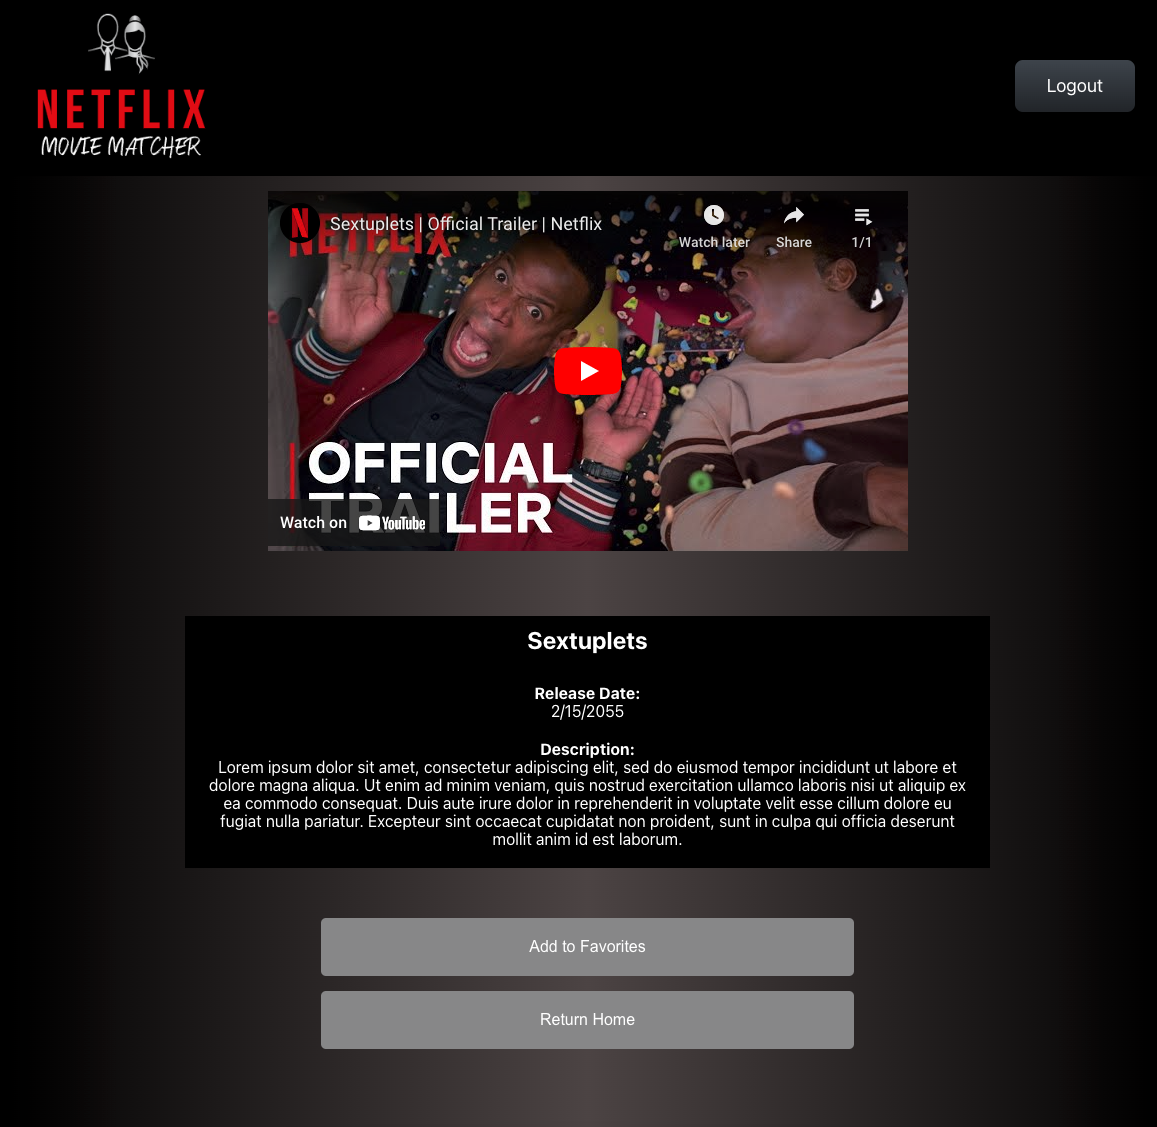 NETFLIX
MOVIE MATCHER
Logout
NETFLIX
Sextuplets | Official Trailer | Netflix
Watch later
Share
1/1
OFFICIAL
TRAILER
Watch on YouTube
Sextuplets
Release Date:
2/15/2055
Description:
Lorem ipsum dolor sit amet, consectetur adipiscing elit, sed do eiusmod tempor incididunt ut labore et
dolore magna aliqua. Ut enim ad minim veniam, quis nostrud exercitation ullamco laboris nisi ut aliquip ex
ea commodo consequat. Duis aute irure dolor in reprehenderit in voluptate velit esse cillum dolore eu
fugiat nulla pariatur. Excepteur sint occaecat cupidatat non proident, sunt in culpa qui officia deserunt
mollit anim id est laborum.
Add to Favorites
Return Home